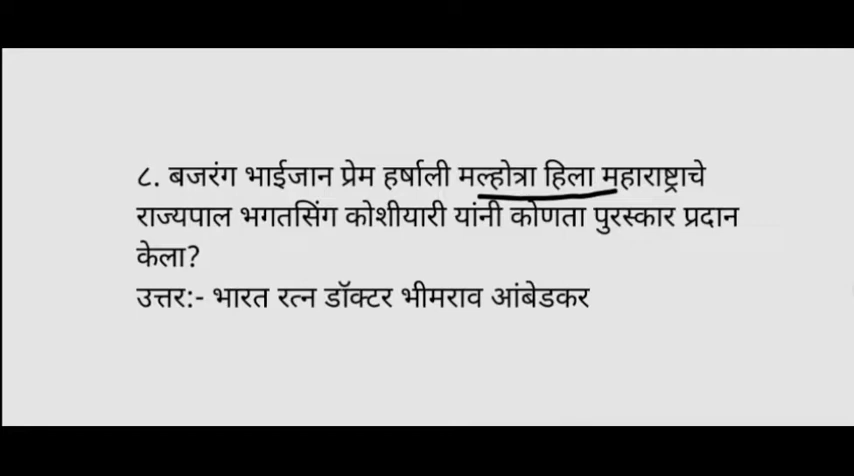 ८. बजरंग भाईजान प्रेम हर्षाली मल्होत्रा हिला महाराष्ट्राचे
राज्यपाल भगतसिंग कोशीयारी यांनी कोणता पुरस्कार प्रदान
केला?
उत्तर:- भारत रत्न डॉक्टर भीमराव आंबेडकर